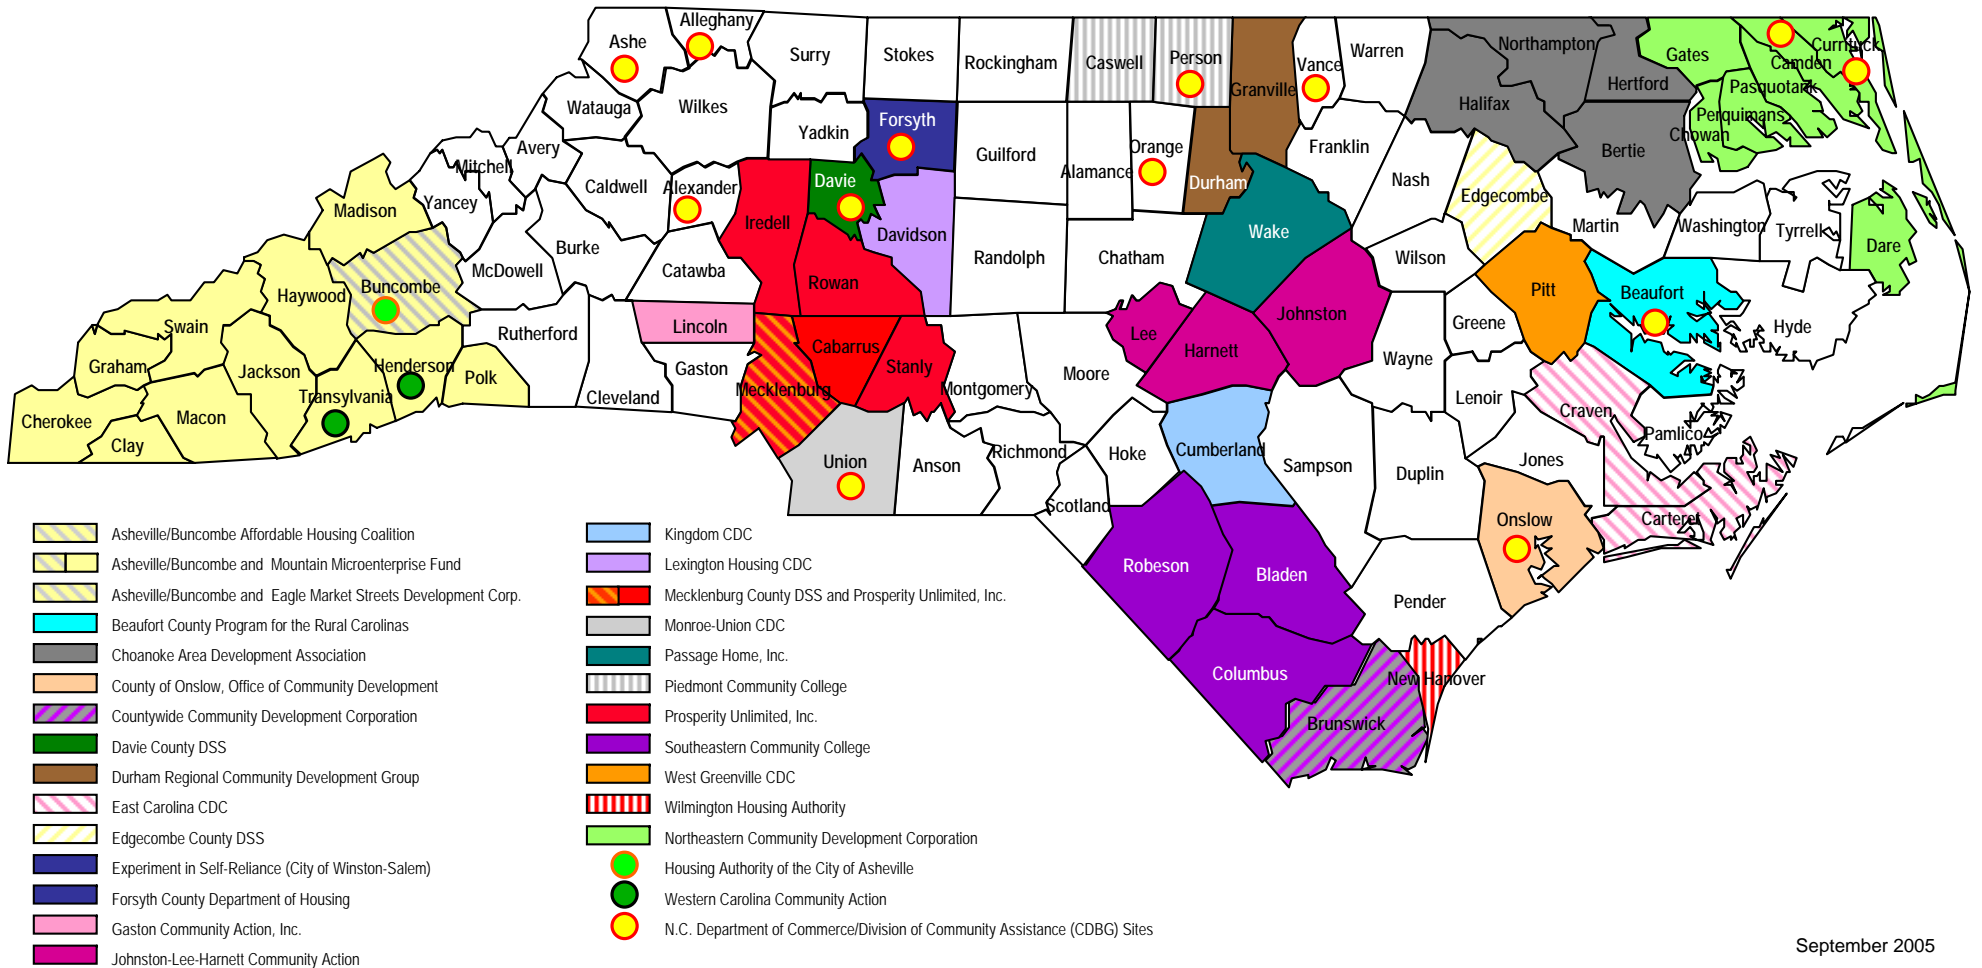 Alleghany
Ashe
Surry
Stokes
Rockingham
Caswell
Person
Granville
Vance
Warren
Northampton
Hertford
Gates
Currituck
Camden
Pasquotank
Perquimans
Chowan
Halifax
Bertie
Watauga
Wilkes
Yadkin
Forsyth
Guilford
Alamance
Orange
Durham
Franklin
Nash
Edgecombe
Martin
Washington
Tyrrell
Dare
Mitchell
Avery
Yancey
Caldwell
Alexander
Iredell
Davie
Davidson
Randolph
Chatham
Wake
Wilson
Madison
Buncombe
McDowell
Burke
Catawba
Rowan
Johnston
Pitt
Beaufort
Hyde
Haywood
Swain
Rutherford
Lincoln
Cabarrus
Lee
Harnett
Wayne
Greene
Graham
Jackson
Henderson
Polk
Gaston
Mecklenburg
Stanly
Montgomery
Moore
Lenoir
Craven
Pamlico
Cherokee
Macon
Transylvania
Cleveland
Clay
Union
Anson
Richmond
Hoke
Cumberland
Sampson
Duplin
Jones
Scotland
Onslow
Carteret
Robeson
Bladen
Pender
Columbus
New Hanover
Brunswick
Asheville/Buncombe Affordable Housing Coalition
Asheville/Buncombe and Mountain Microenterprise Fund
Asheville/Buncombe and Eagle Market Streets Development Corp.
Beaufort County Program for the Rural Carolinas
Choanoke Area Development Association
County of Onslow, Office of Community Development
Countywide Community Development Corporation
Davie County DSS
Durham Regional Community Development Group
East Carolina CDC
Edgecombe County DSS
Experiment in Self-Reliance (City of Winston-Salem)
Forsyth County Department of Housing
Gaston Community Action, Inc.
Johnston-Lee-Harnett Community Action
Kingdom CDC
Lexington Housing CDC
Mecklenburg County DSS and Prosperity Unlimited, Inc.
Monroe-Union CDC
Passage Home, Inc.
Piedmont Community College
Prosperity Unlimited, Inc.
Southeastern Community College
West Greenville CDC
Wilmington Housing Authority
Northeastern Community Development Corporation
Housing Authority of the City of Asheville
Western Carolina Community Action
N.C. Department of Commerce/Division of Community Assistance (CDBG) Sites
September 2005